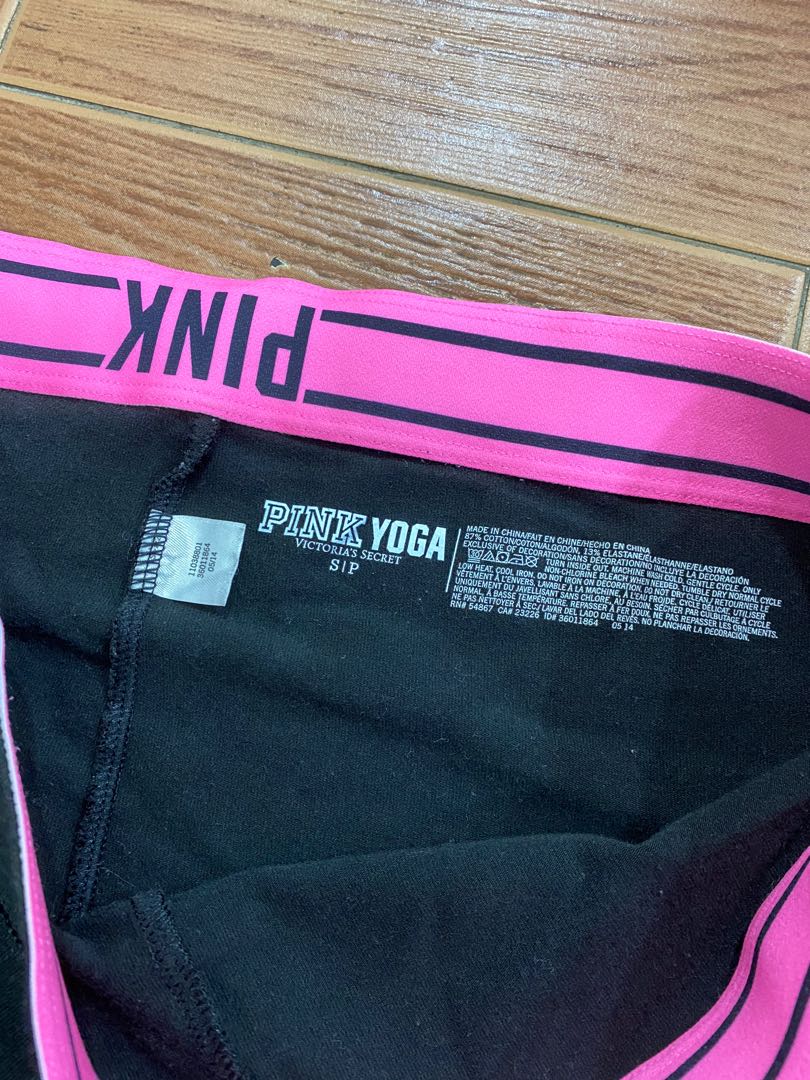 PINK
PINK YOGA
VICTORIA'S SECRET
S|P
11038801
36011864
05/14
MADE IN CHINA/FAIT EN CHINE/HECHO EN CHINA
87% COTTON/COTON/ALGODÓN, 13% ELASTANE/ELASTHANNE/ELASTANO
EXCLUSIVE OF DECORATION/SANS DECORATION/NO INCLUYE LA DECORACIÓN
TURN INSIDE OUT. MACHINE WASH COLD, GENTLE CYCLE. ONLY
NON-CHLORINE BLEACH WHEN NEEDED. TUMBLE DRY NORMAL CYCLE
LOW HEAT. COOL IRON. DO NOT IRON ON DECORATION. DO NOT DRY CLEAN./ RETOURNER LE
VÊTEMENT À L'ENVERS. LAVABLE À LA MACHINE, À L'EAU FROIDE, CYCLE DÉLICAT. UTILISER
UNIQUEMENT DU JAVELLISANT SANS CHLORE, AU BESOIN. SÉCHER PAR CULBUTAGE À CYCLE
NORMAL, À BASSE TEMPÉRATURE. REPASSER À FER DOUX. NE PAS REPASSER LES ORNEMENTS.
NE PAS NETTOYER À SEC./ LAVAR DEL LADO DEL REVÉS. NO PLANCHAR LA DECORACIÓN.
RN# 54867 CA# 23226 ID# 36011864 05 14